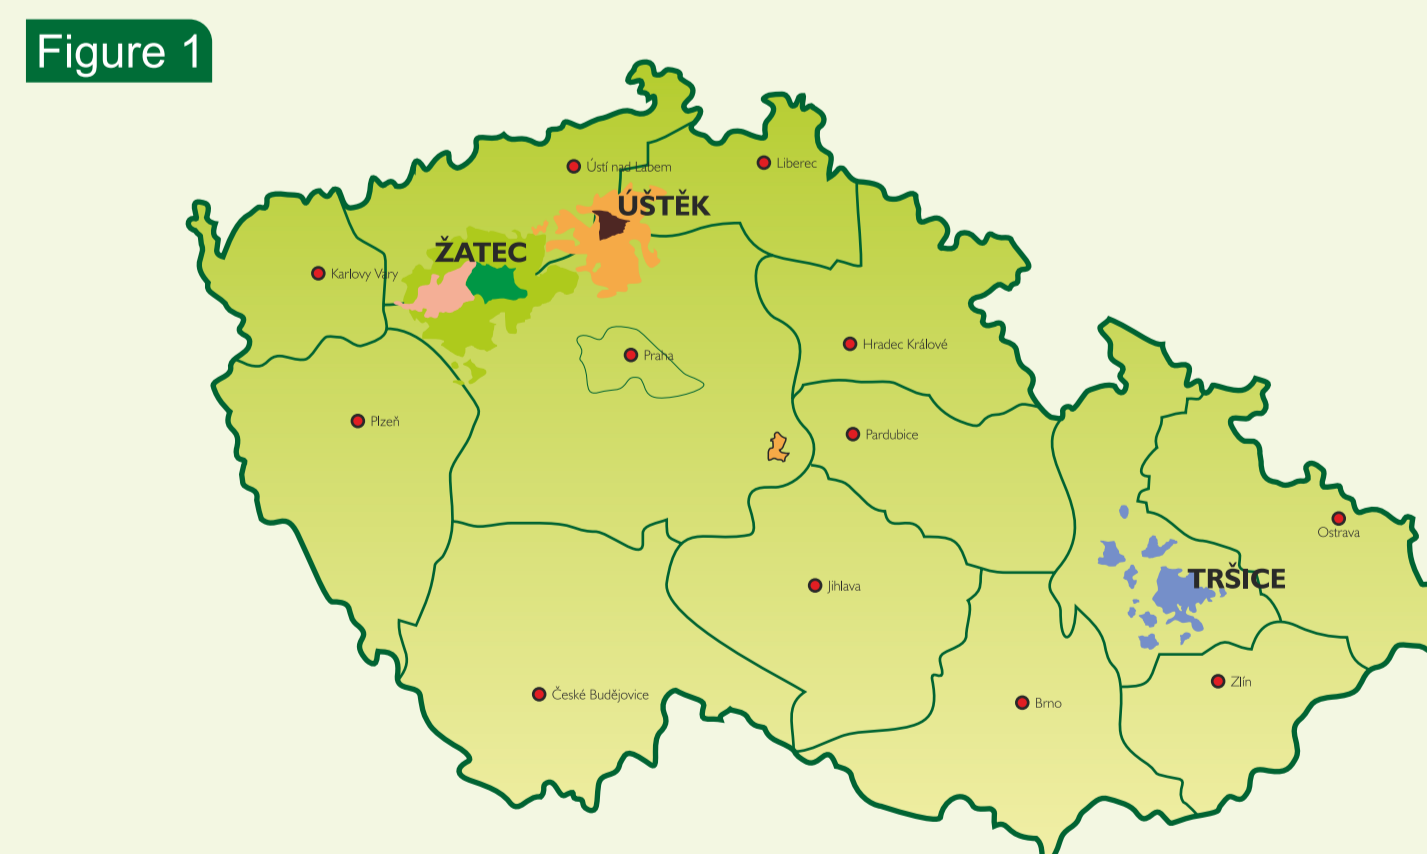 Figure 1
Ústí nad Labem
Liberec
ÚŠTĚK
ŽATEC
Karlovy Vary
Hradec Králové
Praha
Plzeň
Pardubice
Ostrava
TRŠICE
Jihlava
Zlín
České Budějovice
Brno